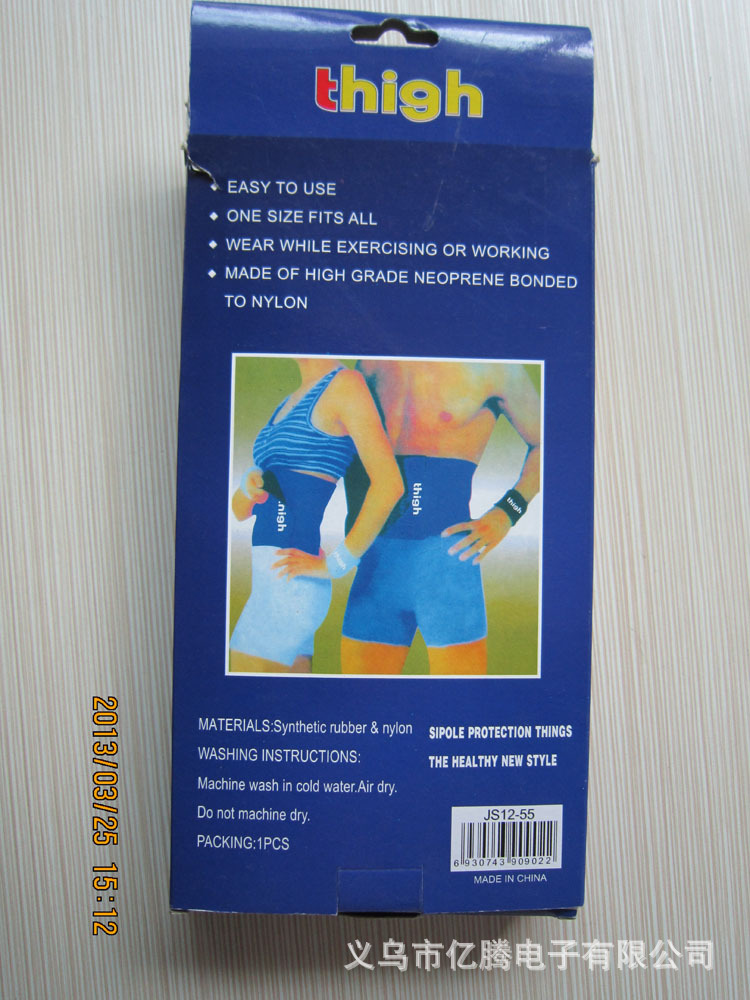 thigh
◆ EASY TO USE
◆ ONE SIZE FITS ALL
◆ WEAR WHILE EXERCISING OR WORKING
◆ MADE OF HIGH GRADE NEOPRENE BONDED
TO NYLON
thigh
thigh
thigh
thigh
MATERIALS:Synthetic rubber & nylon
WASHING INSTRUCTIONS:
Machine wash in cold water.Air dry.
Do not machine dry.
PACKING:1PCS
SIPOLE PROTECTION THINGS
THE HEALTHY NEW STYLE
JS12-55
6 930743 909022
MADE IN CHINA
2013/03/25 15:12
义乌市亿腾电子有限公司